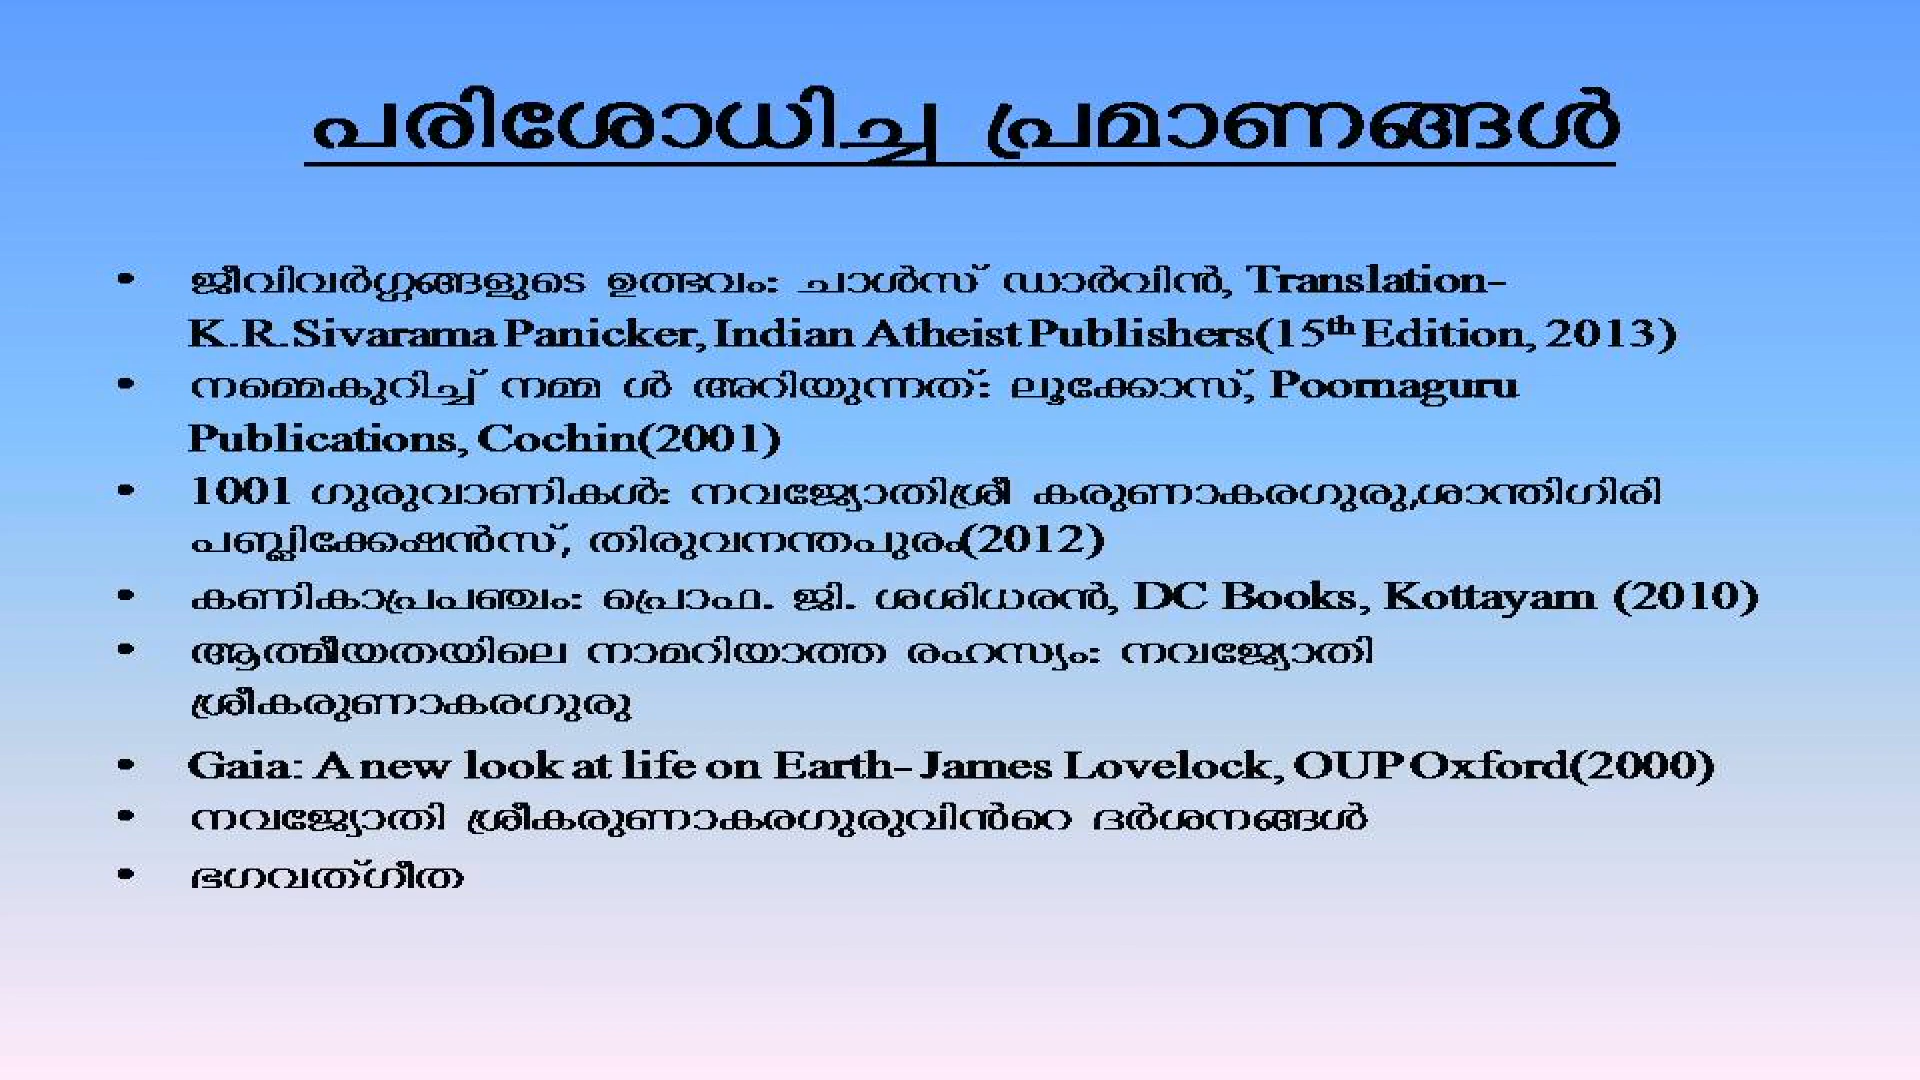 പരിശോധിച്ച പ്രമാണങ്ങൾ
• ജീവിവർഗ്ഗങ്ങളുടെ ഉത്ഭവം: ചാൾസ് ഡാർവിൻ, Translation-
K.R.Sivarama Panicker, Indian Atheist Publishers(15th Edition, 2013)
• നമ്മെകുറിച്ച് നമ്മ ൾ അറിയുന്നത്: ലൂക്കോസ്, Poornaguru
Publications, Cochin(2001)
• 1001 ഗുരുവാണികൾ: നവജ്യോതിശ്രീ കരുണാകരഗുരു,ശാന്തിഗിരി
പബ്ലിക്കേഷൻസ്, തിരുവനന്തപുരം(2012)
• കണികാപ്രപഞ്ചം: പ്രൊഫ. ജി. ശശിധരൻ, DC Books, Kottayam (2010)
• ആത്മീയതയിലെ നാമറിയാത്ത രഹസ്യം: നവജ്യോതി
ശ്രീകരുണാകരഗുരു
• Gaia: A new look at life on Earth- James Lovelock, OUP Oxford(2000)
• നവജ്യോതി ശ്രീകരുണാകരഗുരുവിൻറെ ദർശനങ്ങൾ
• ഭഗവത്ഗീത